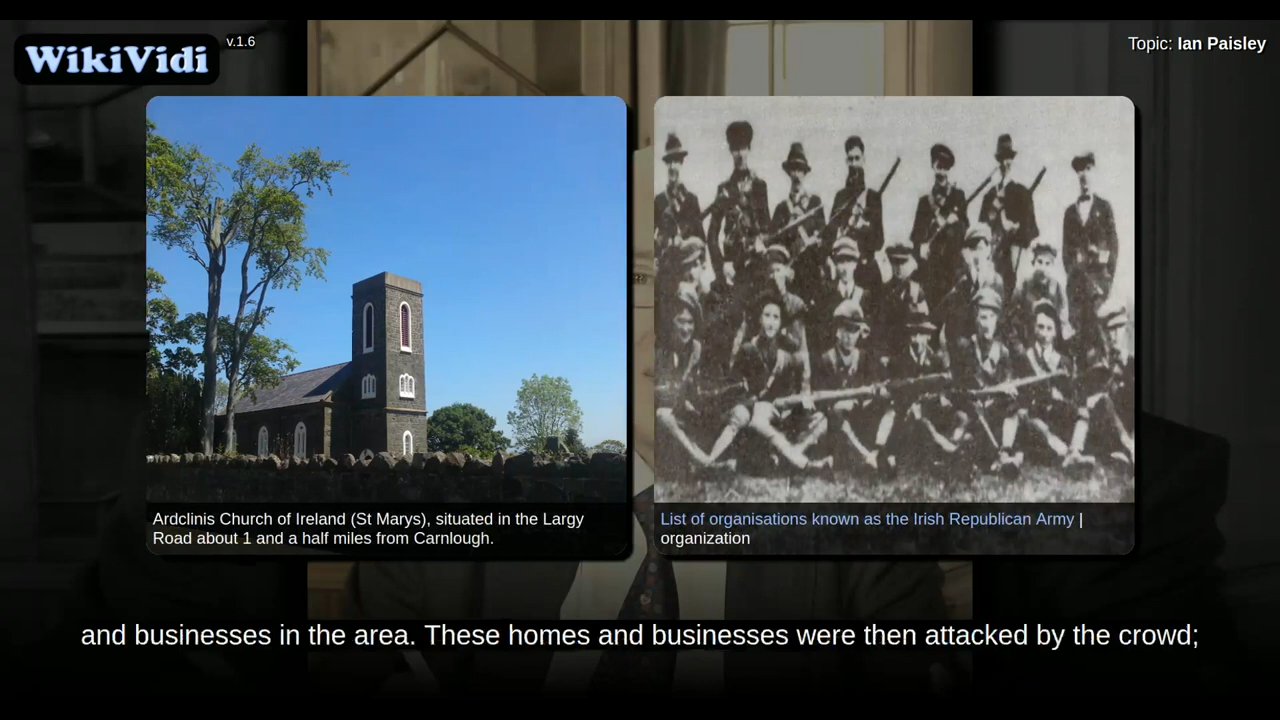 WikiVidi
v.1.6
Topic: Ian Paisley
Ardclinis Church of Ireland (St Marys), situated in the Largy
Road about 1 and a half miles from Carnlough.
List of organisations known as the Irish Republican Army |
organization
and businesses in the area. These homes and businesses were then attacked by the crowd;